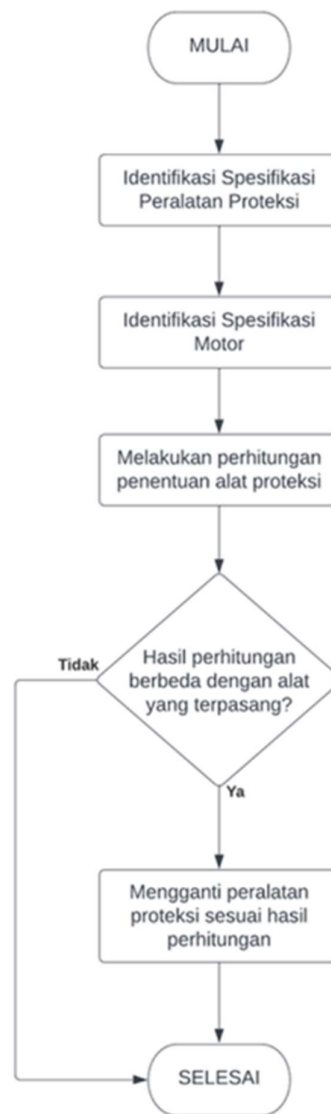 MULAI
Identifikasi Spesifikasi
Peralatan Proteksi
Identifikasi Spesifikasi
Motor
Melakukan perhitungan
penentuan alat proteksi
Hasil perhitungan
berbeda dengan alat
yang terpasang?
Tidak
Ya
Mengganti peralatan
proteksi sesuai hasil
perhitungan
SELESAI